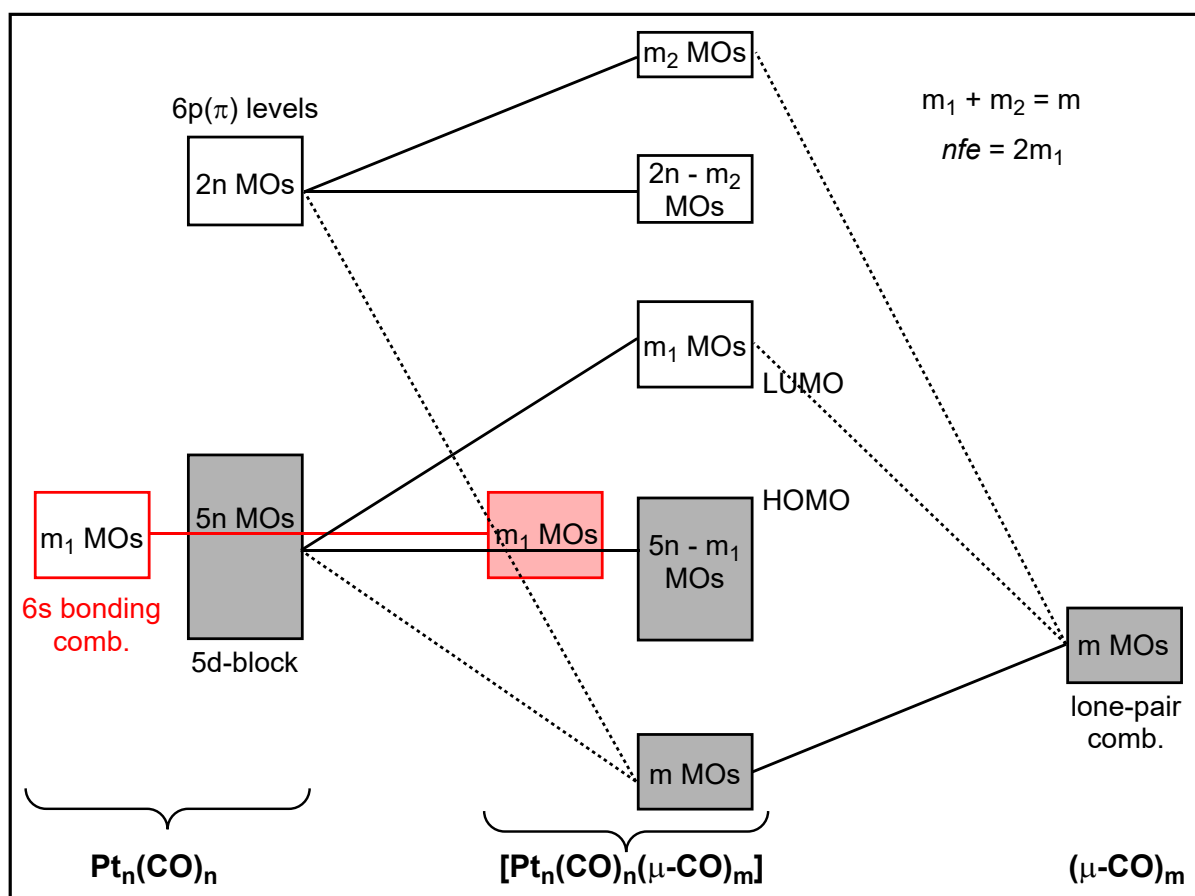 m₂ MOs
m₁ + m₂ = m
nfe = 2m₁
6p(π) levels
2n MOs
2n - m₂
MOs
m₁ MOs
LUMO
HOMO
5n MOs
m₁ MOs
m₁ MOs
5n - m₁
MOs
6s bonding
comb.
5d-block
m MOs
lone-pair
comb.
m MOs
Ptₙ(CO)ₙ
[Ptₙ(CO)ₙ(μ-CO)ₘ]
(μ-CO)ₘ